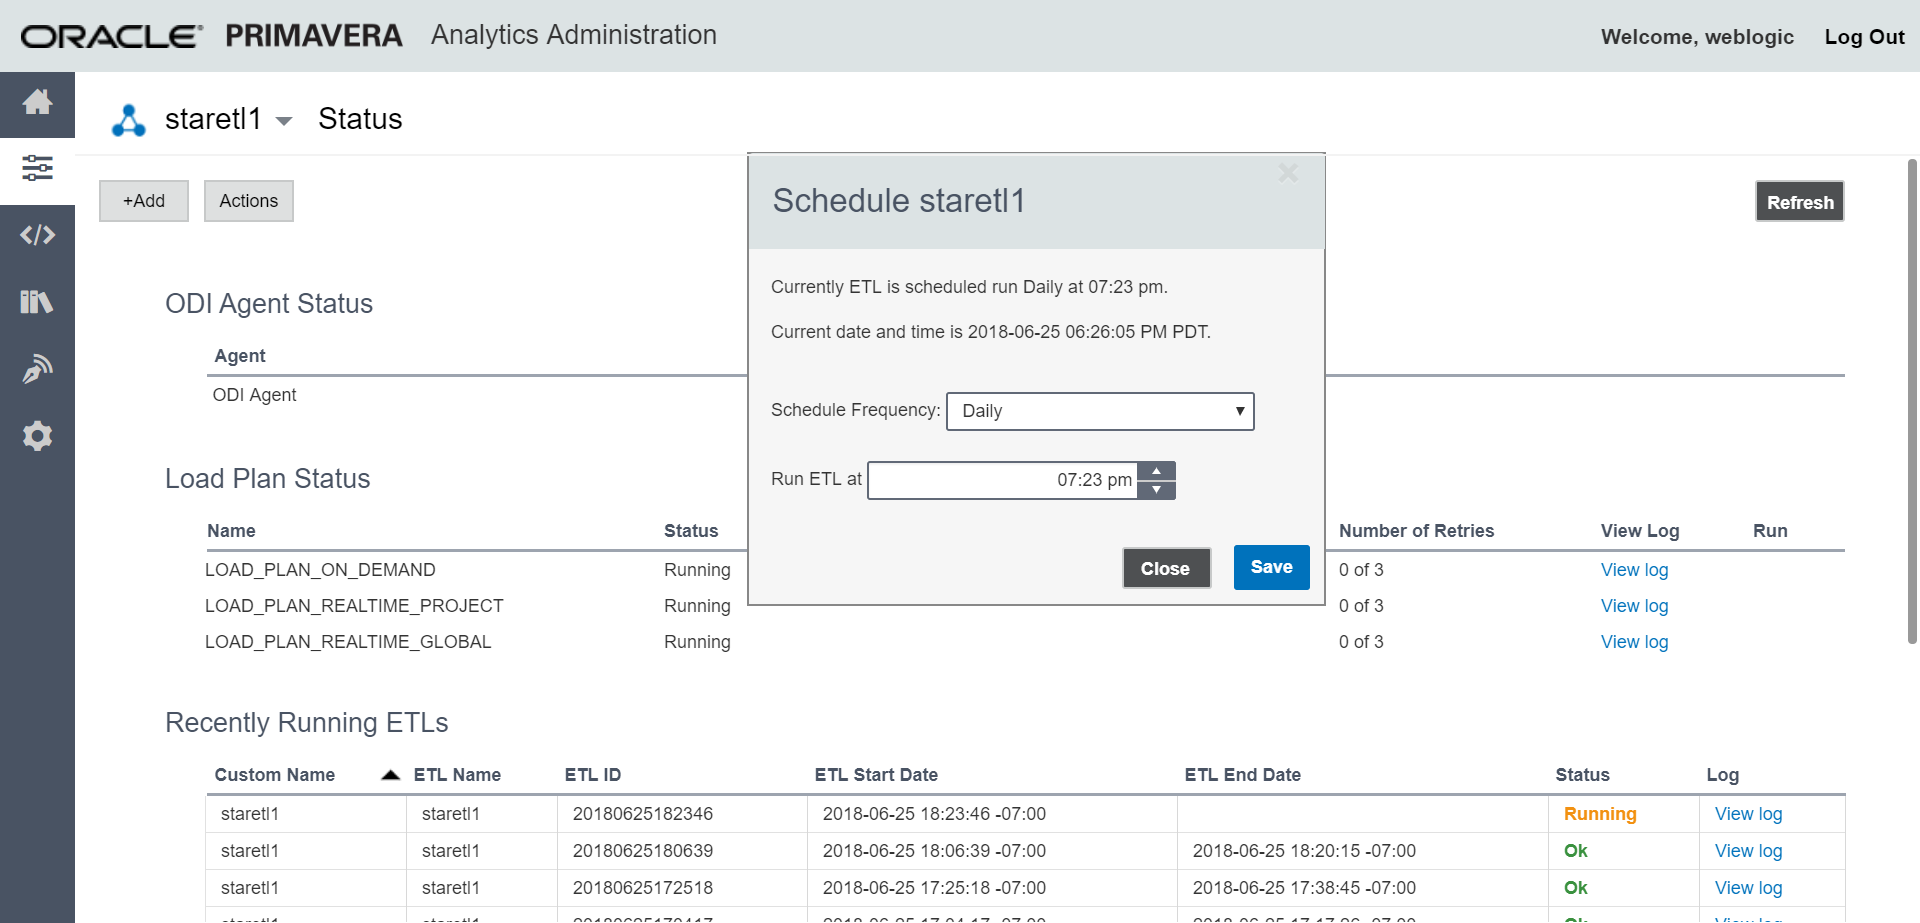 ORACLE PRIMAVERA Analytics Administration
Welcome, weblogic Log Out
staretl1 Status
+Add Actions Refresh
Schedule staretl1
Currently ETL is scheduled run Daily at 07:23 pm.
Current date and time is 2018-06-25 06:26:05 PM PDT.
Schedule Frequency: Daily
Run ETL at 07:23 pm
Close Save
ODI Agent Status
Agent
ODI Agent
Load Plan Status
Name Status Number of Retries View Log Run
LOAD_PLAN_ON_DEMAND Running 0 of 3 View log
LOAD_PLAN_REALTIME_PROJECT Running 0 of 3 View log
LOAD_PLAN_REALTIME_GLOBAL Running 0 of 3 View log
Recently Running ETLs
Custom Name ETL Name ETL ID ETL Start Date ETL End Date Status Log
staretl1 staretl1 20180625182346 2018-06-25 18:23:46 -07:00 Running View log
staretl1 staretl1 20180625180639 2018-06-25 18:06:39 -07:00 2018-06-25 18:20:15 -07:00 Ok View log
staretl1 staretl1 20180625172518 2018-06-25 17:25:18 -07:00 2018-06-25 17:38:45 -07:00 Ok View log